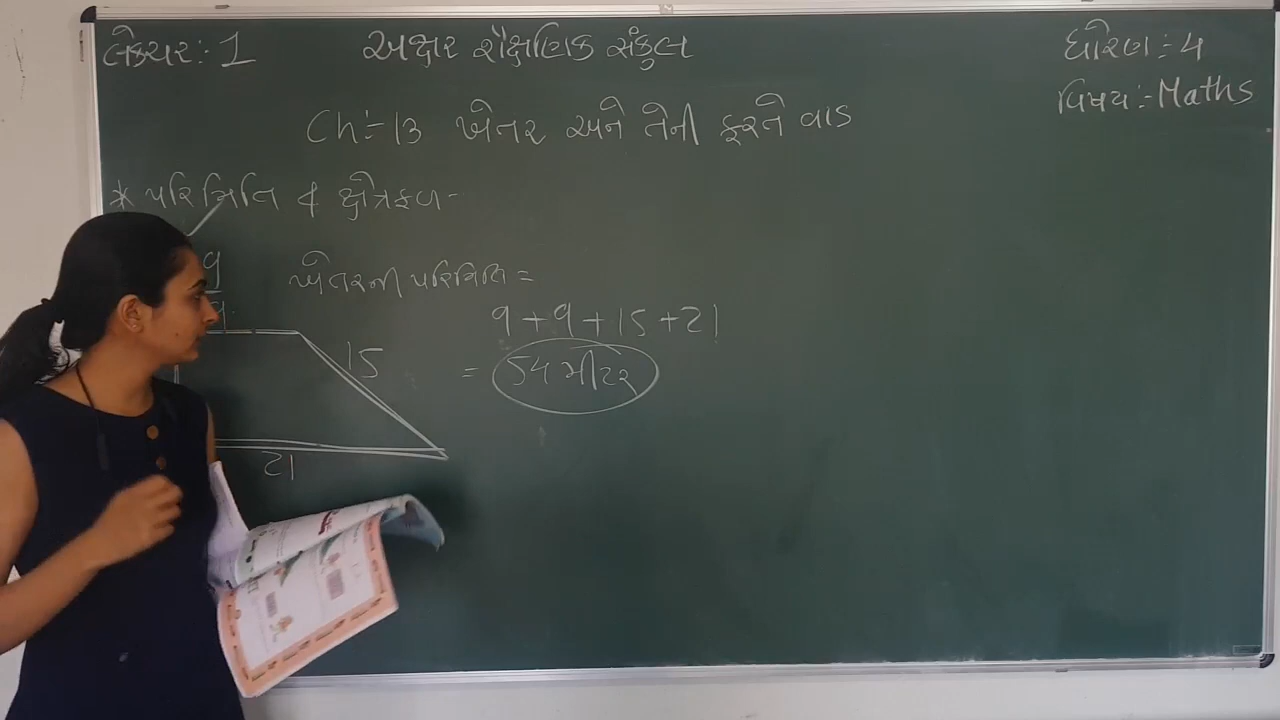 લેક્ચર :- 1
અક્ષર શૈક્ષણિક સંકુલ
ધોરણ :- 4
વિષય :- Maths
Ch :- 13 ખેતર અને તેની ફરતે વાડ
* પરિમિતિ & ક્ષેત્રફળ -
ખેતરની પરિમિતિ =
9
9 + 9 + 15 + 21
15
= 54 મીટર
21